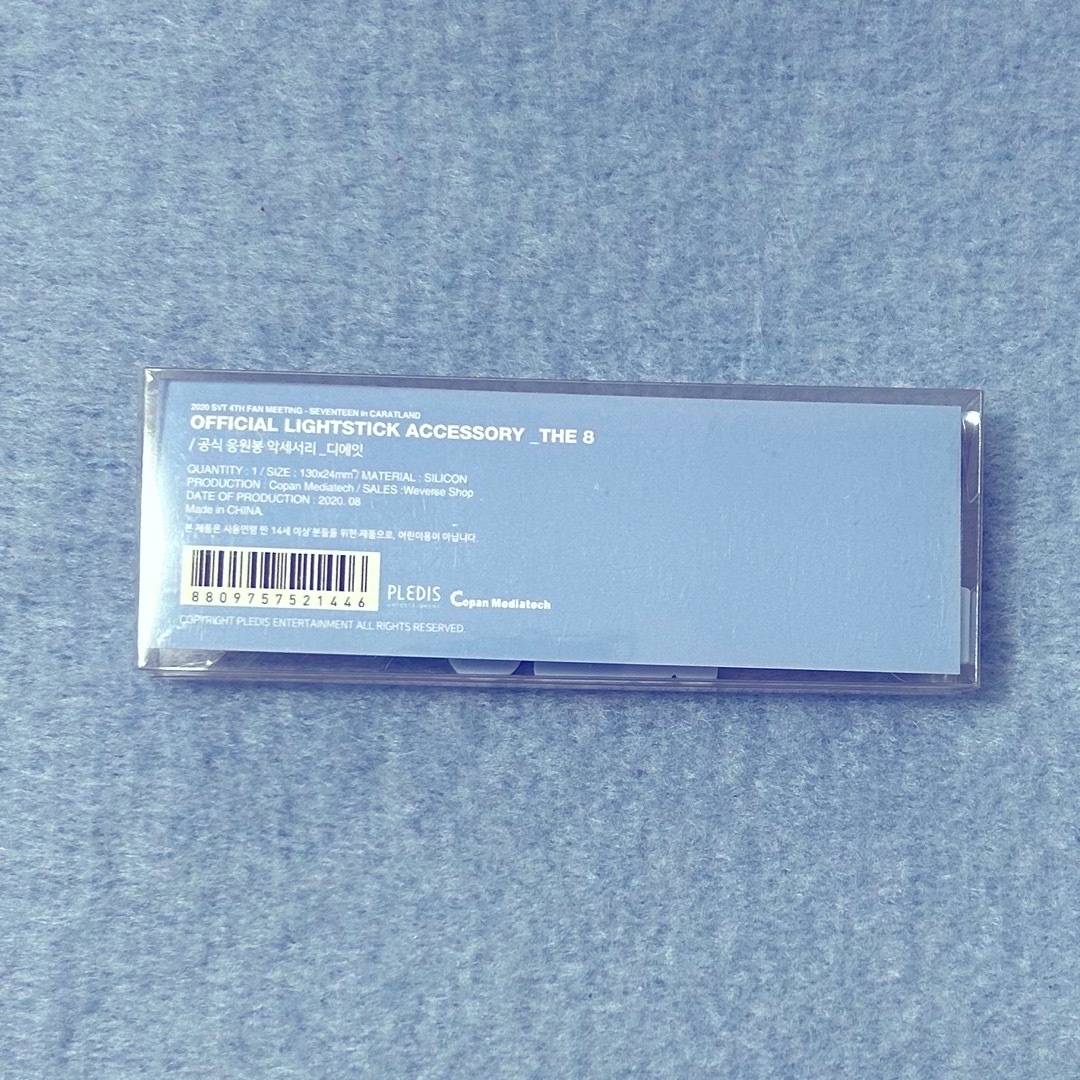 2020 SVT 4TH FAN MEETING - SEVENTEEN in CARATLAND
OFFICIAL LIGHTSTICK ACCESSORY _THE 8
/ 공식 응원봉 악세서리 _디에잇
QUANTITY : 1 / SIZE : 130x24mm / MATERIAL : SILICON
PRODUCTION : Copan Mediatech / SALES :Weverse Shop
DATE OF PRODUCTION : 2020. 08
Made in CHINA.
본 제품은 사용연령 만 14세 이상 분들을 위한 제품으로, 어린이용이 아닙니다.
8809757521446
PLEDIS
Copan Mediatech
COPYRIGHT PLEDIS ENTERTAINMENT ALL RIGHTS RESERVED.